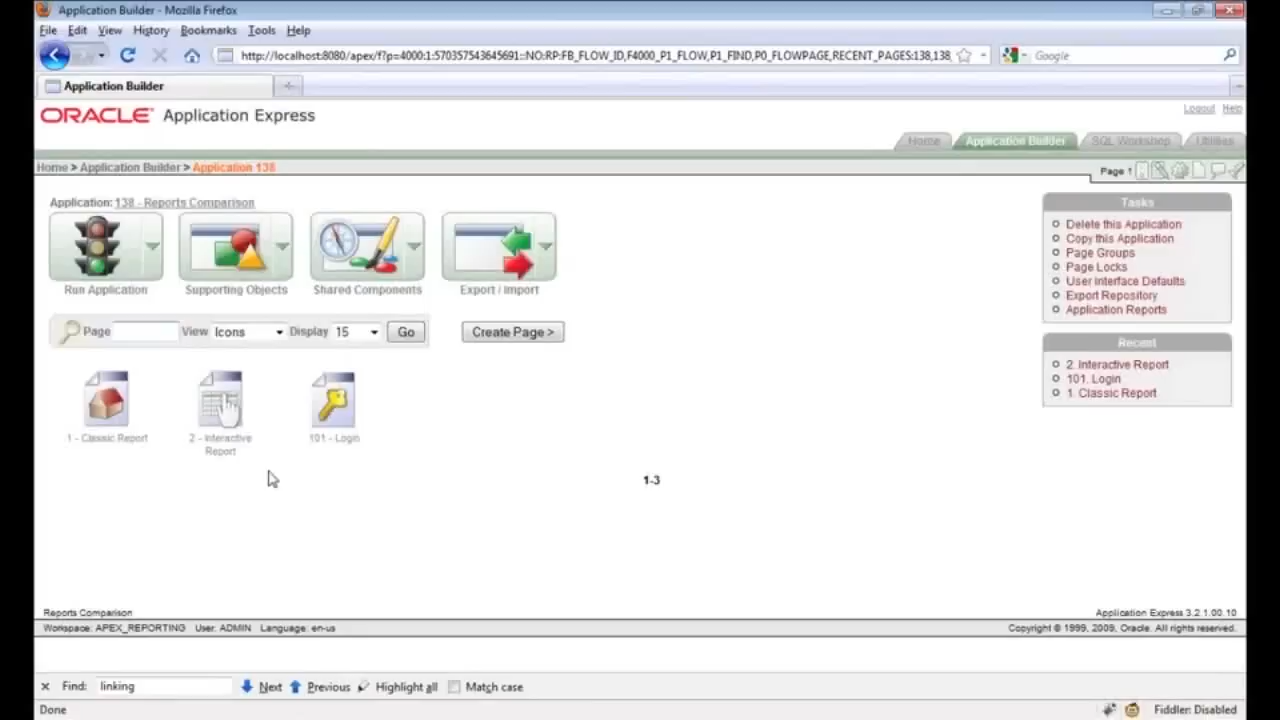 Application Builder - Mozilla Firefox
File Edit View History Bookmarks Tools Help
http://localhost:8080/apex/f?p=4000:1:570357543645691::NO:RP:FB_FLOW_ID,F4000_P1_FLOW,P1_FIND,P0_FLOWPAGE,RECENT_PAGES:138,138, Google
Application Builder
ORACLE Application Express
Logout Help
Home Application Builder SQL Workshop Utilities
Home > Application Builder > Application 138
Page 1
Application: 138 - Reports Comparison
Run Application Supporting Objects Shared Components Export / Import
Page View Icons Display 15 Go Create Page >
1 - Classic Report 2 - Interactive Report 101 - Login
1-3
Tasks
Delete this Application
Copy this Application
Page Groups
Page Locks
User Interface Defaults
Export Repository
Application Reports
Recent
2. Interactive Report
101. Login
1. Classic Report
Reports Comparison Application Express 3.2.1.00.10
Workspace: APEX_REPORTING User: ADMIN Language: en-us Copyright © 1999, 2009, Oracle. All rights reserved.
Find: linking Next Previous Highlight all Match case
Done Fiddler: Disabled